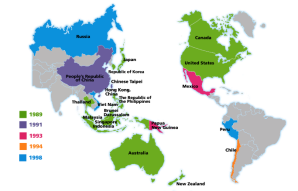 Russia
Canada
Japan
People's Republic
of China
United States
Republic of Korea
Chinese Taipei
Mexico
Hong Kong,
China
The Republic of
the Philippines
Thailand
Viet Nam
Brunei
Darussalam
Malaysia
Singapore
Indonesia
Papua
New Guinea
Peru
Chile
Australia
New Zealand
1989
1991
1993
1994
1998